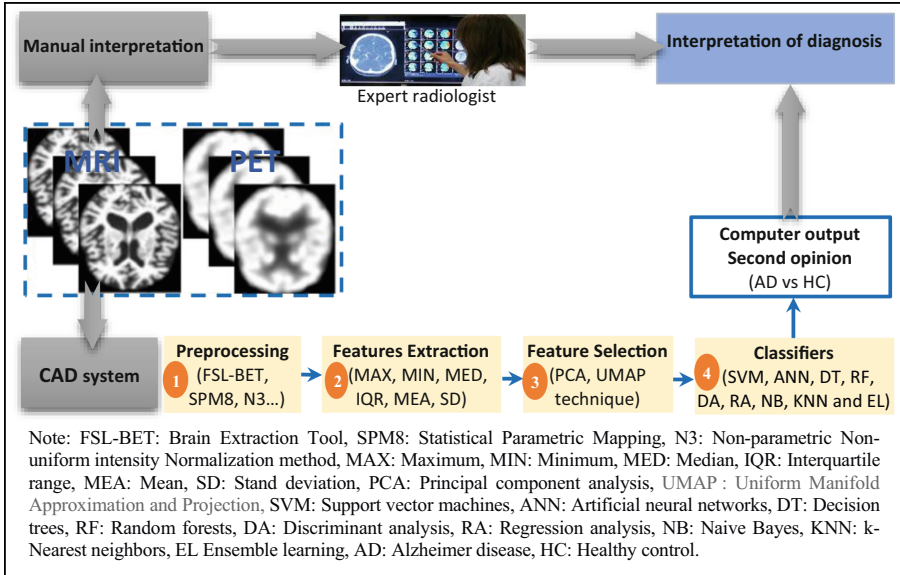 Manual interpretation
Expert radiologist
Interpretation of diagnosis
MRI
PET
Computer output
Second opinion
(AD vs HC)
CAD system
1
Preprocessing
(FSL-BET,
SPM8, N3...)
2
Features Extraction
(MAX, MIN, MED,
IQR, MEA, SD)
3
Feature Selection
(PCA, UMAP
technique)
4
Classifiers
(SVM, ANN, DT, RF,
DA, RA, NB, KNN and EL)
Note: FSL-BET: Brain Extraction Tool, SPM8: Statistical Parametric Mapping, N3: Non-parametric Non-
uniform intensity Normalization method, MAX: Maximum, MIN: Minimum, MED: Median, IQR: Interquartile
range, MEA: Mean, SD: Stand deviation, PCA: Principal component analysis, UMAP : Uniform Manifold
Approximation and Projection, SVM: Support vector machines, ANN: Artificial neural networks, DT: Decision
trees, RF: Random forests, DA: Discriminant analysis, RA: Regression analysis, NB: Naive Bayes, KNN: k-
Nearest neighbors, EL Ensemble learning, AD: Alzheimer disease, HC: Healthy control.